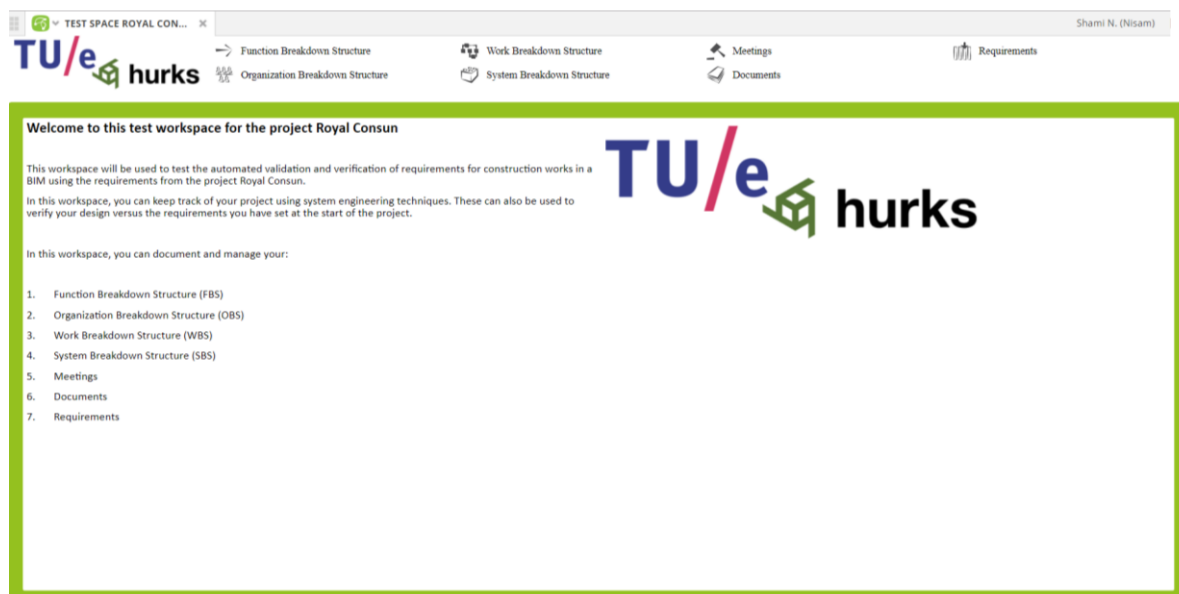 TEST SPACE ROYAL CON...
Shami N. (Nisam)
TU/e hurks
Function Breakdown Structure
Work Breakdown Structure
Meetings
Requirements
Organization Breakdown Structure
System Breakdown Structure
Documents
Welcome to this test workspace for the project Royal Consun
This workspace will be used to test the automated validation and verification of requirements for construction works in a
BIM using the requirements from the project Royal Consun.
In this workspace, you can keep track of your project using system engineering techniques. These can also be used to
verify your design versus the requirements you have set at the start of the project.
In this workspace, you can document and manage your:
1. Function Breakdown Structure (FBS)
2. Organization Breakdown Structure (OBS)
3. Work Breakdown Structure (WBS)
4. System Breakdown Structure (SBS)
5. Meetings
6. Documents
7. Requirements
TU/e hurks